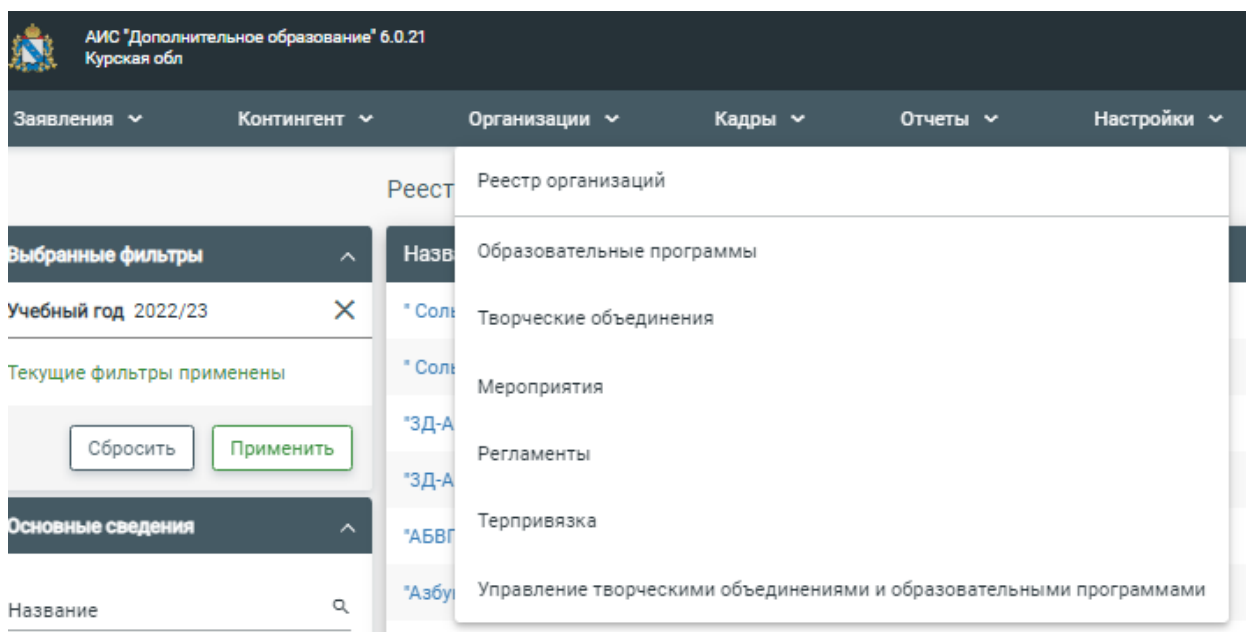 АИС "Дополнительное образование" 6.0.21
Курская обл
Заявления Контингент Организации Кадры Отчеты Настройки
Реест
Реестр организаций
Образовательные программы
Творческие объединения
Мероприятия
Регламенты
Терпривязка
Управление творческими объединениями и образовательными программами
Выбранные фильтры
Учебный год 2022/23
Текущие фильтры применены
Сбросить Применить
Основные сведения
Название
Назв
" Соль
" Соль
"3Д-А
"3Д-А
"АБВГ
"Азбу